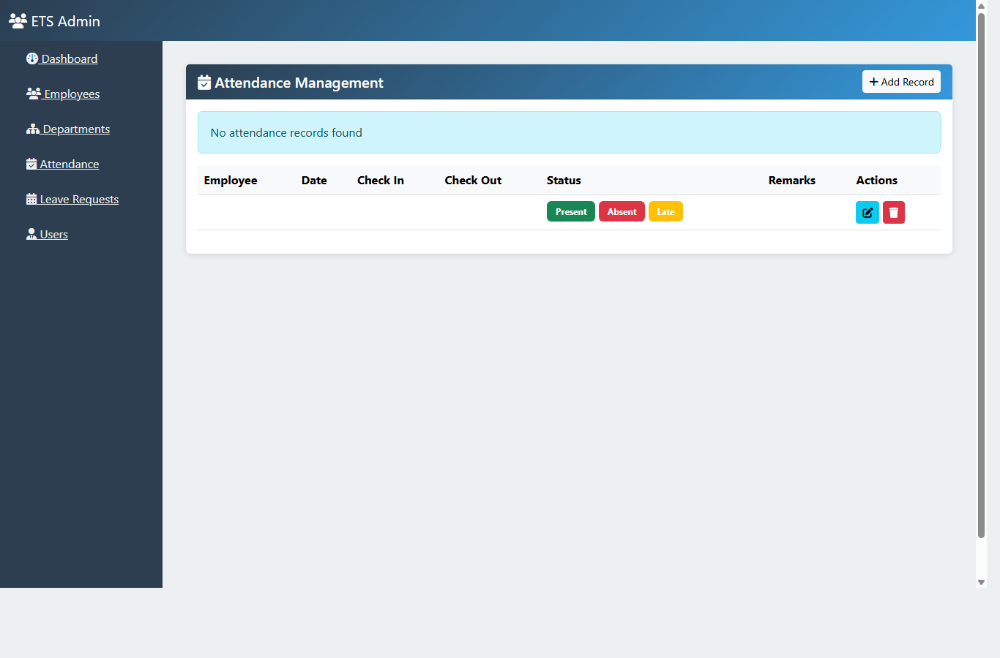 ETS Admin
Dashboard
Employees
Departments
Attendance
Leave Requests
Users
Attendance Management
Add Record
No attendance records found
Employee Date Check In Check Out Status Remarks Actions
Present Absent Late